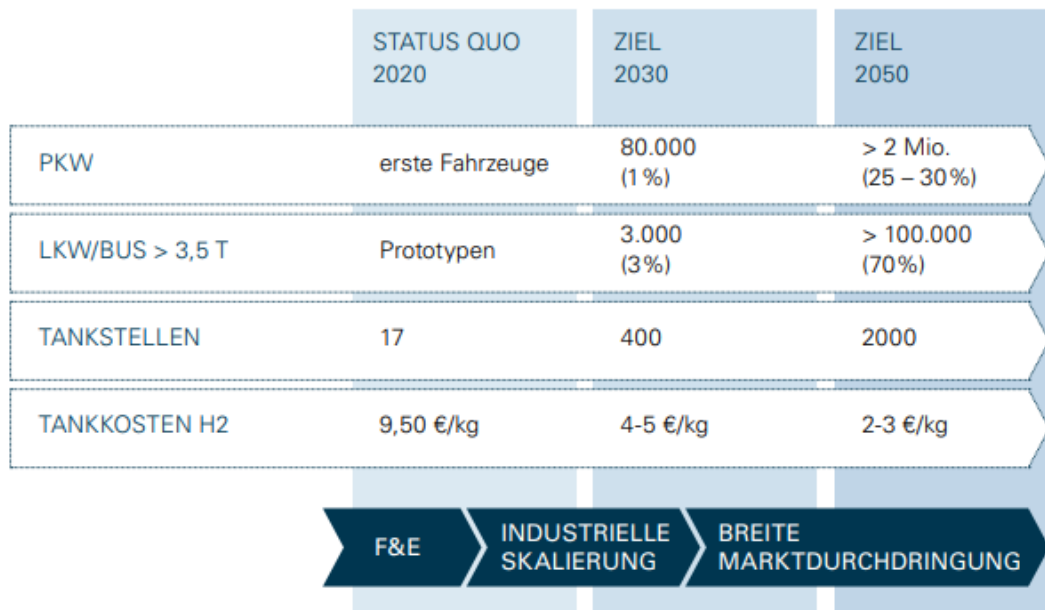 STATUS QUO
2020
ZIEL
2030
ZIEL
2050
PKW
erste Fahrzeuge
80.000
(1%)
> 2 Mio.
(25 – 30%)
LKW/BUS > 3,5 T
Prototypen
3.000
(3%)
> 100.000
(70%)
TANKSTELLEN
17
400
2000
TANKKOSTEN H2
9,50 €/kg
4-5 €/kg
2-3 €/kg
F&E
INDUSTRIELLE
SKALIERUNG
BREITE
MARKTDURCHDRINGUNG